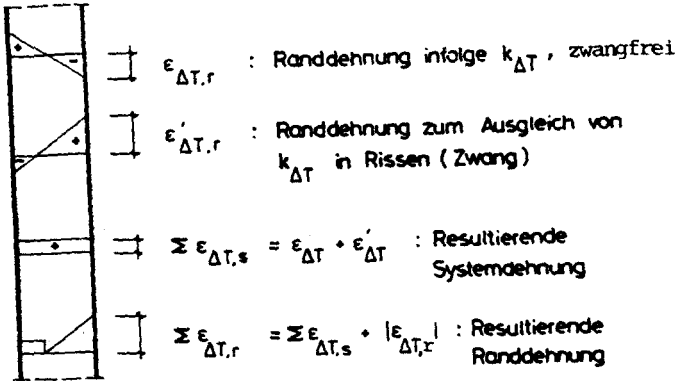 + - ε_ΔT,r : Randdehnung infolge k_ΔT, zwangfrei
- + ε'_ΔT,r : Randdehnung zum Ausgleich von
k_ΔT in Rissen (Zwang)
+ Σ ε_ΔT,s = ε_ΔT + ε'_ΔT : Resultierende
Systemdehnung
Σ ε_ΔT,r = Σ ε_ΔT,s + |ε_ΔT,r| : Resultierende
Randdehnung